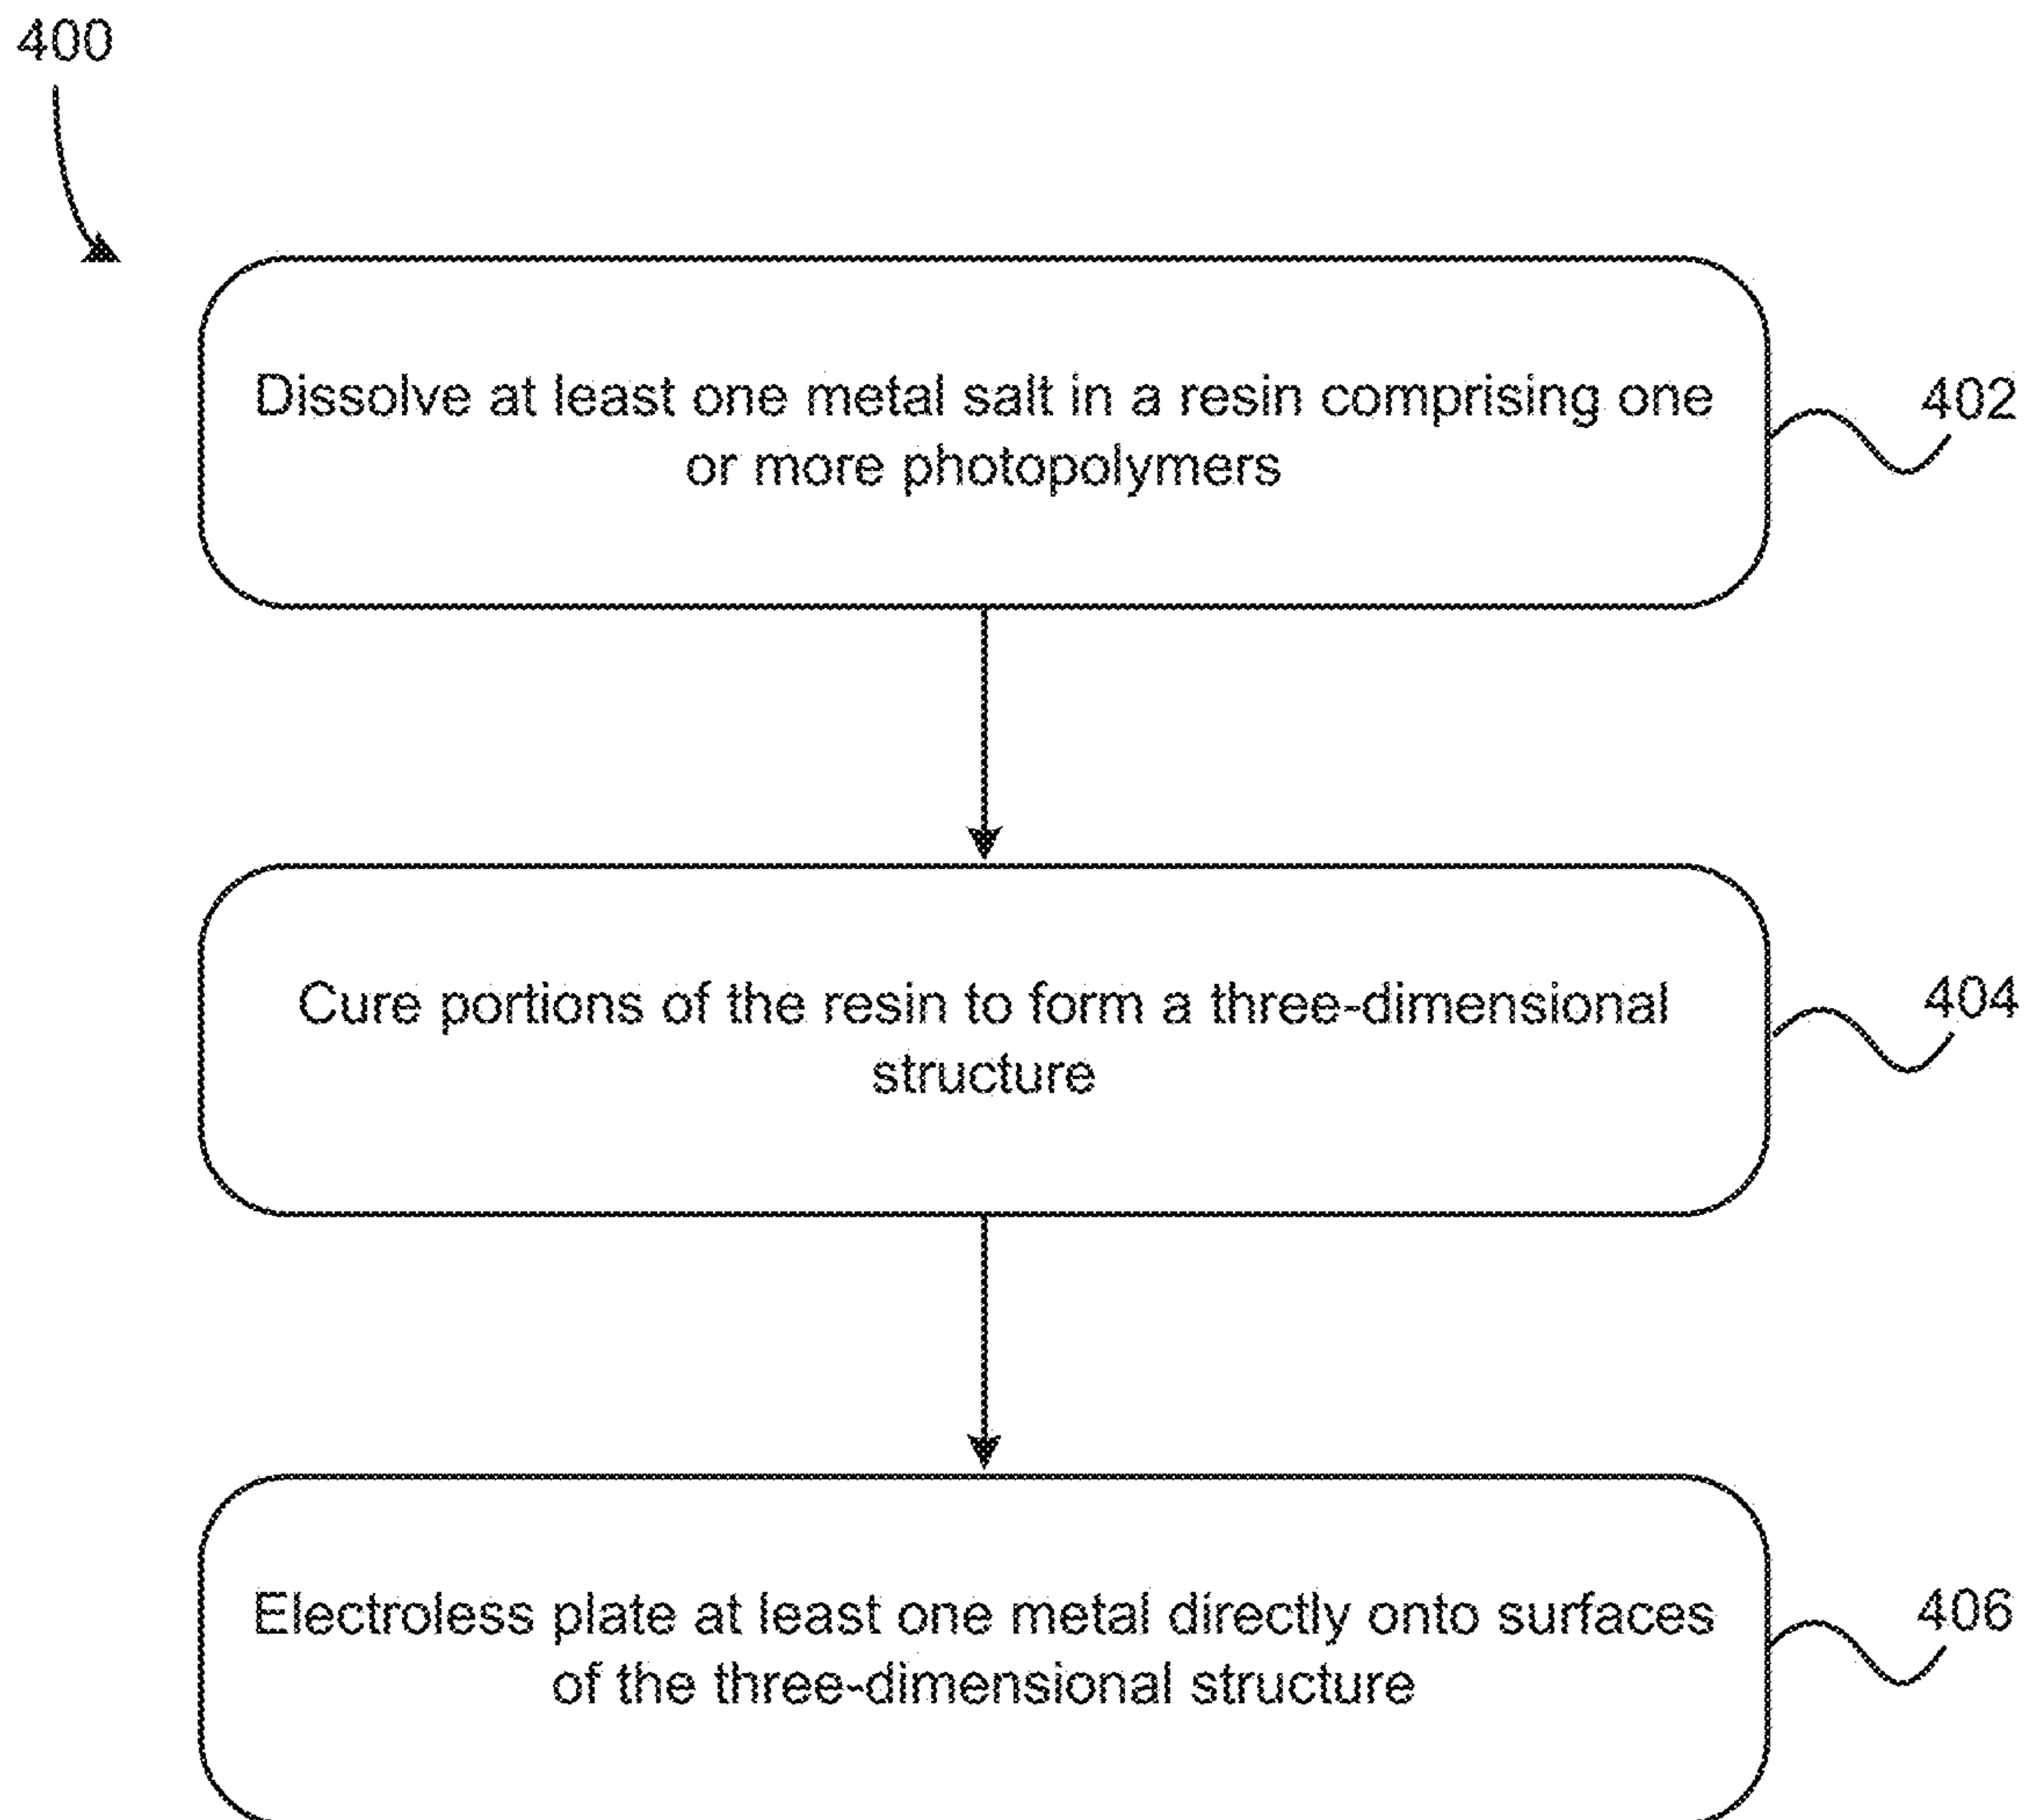 400
Dissolve at least one metal salt in a resin comprising one
or more photopolymers
402
Cure portions of the resin to form a three-dimensional
structure
404
Electroless plate at least one metal directly onto surfaces
of the three-dimensional structure
406